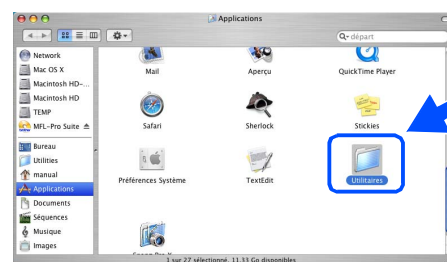 Applications
départ
Network
Mac OS X
Macintosh HD-...
Macintosh HD
TEMP
MFL-Pro Suite
Bureau
Utilities
manual
Applications
Documents
Séquences
Musique
Images
Mail
Aperçu
QuickTime Player
Safari
Sherlock
Stickies
Préférences Système
TextEdit
Utilitaires
1 sur 27 sélectionné, 11,33 Go disponibles